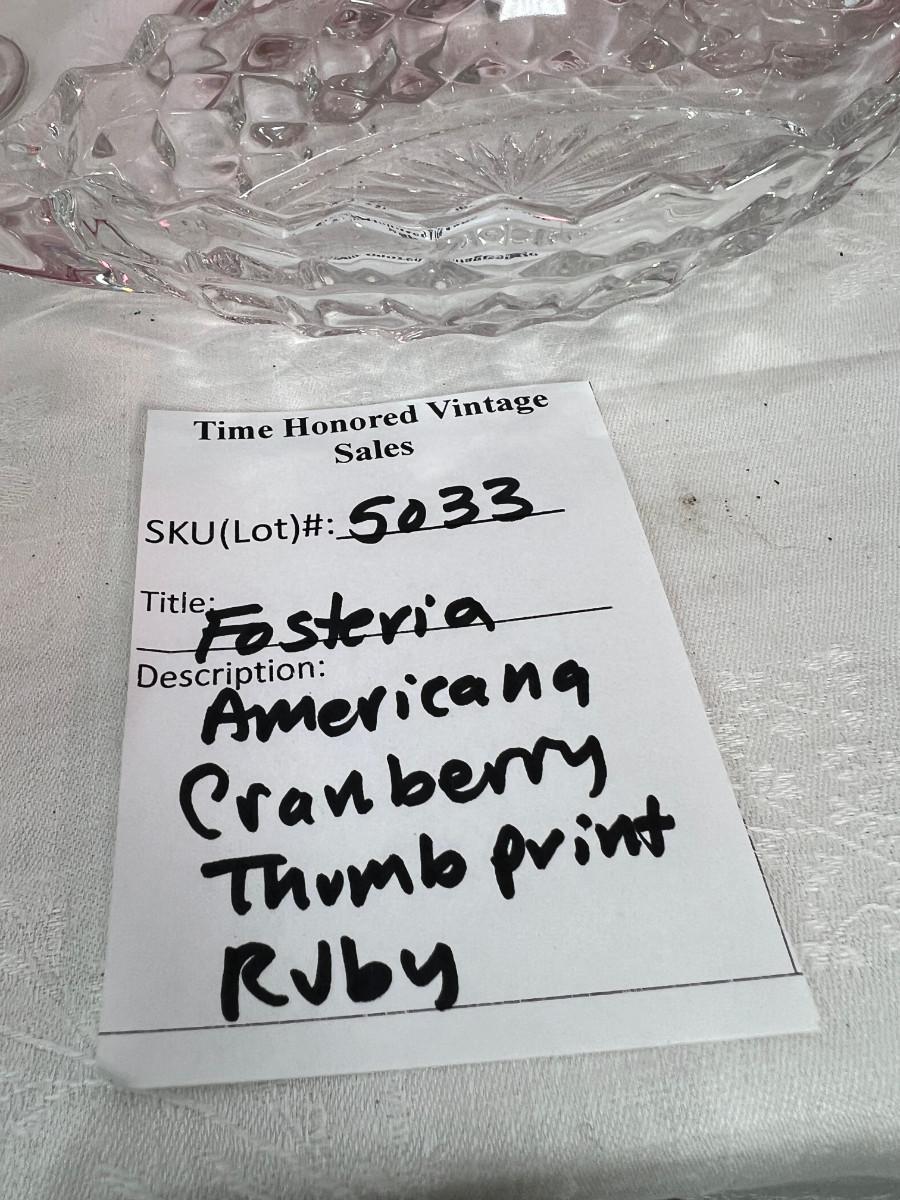 Time Honored Vintage
Sales
SKU(Lot)#: 5033
Title: Fosteria
Description:
Americana
Cranberry
Thumb print
Ruby